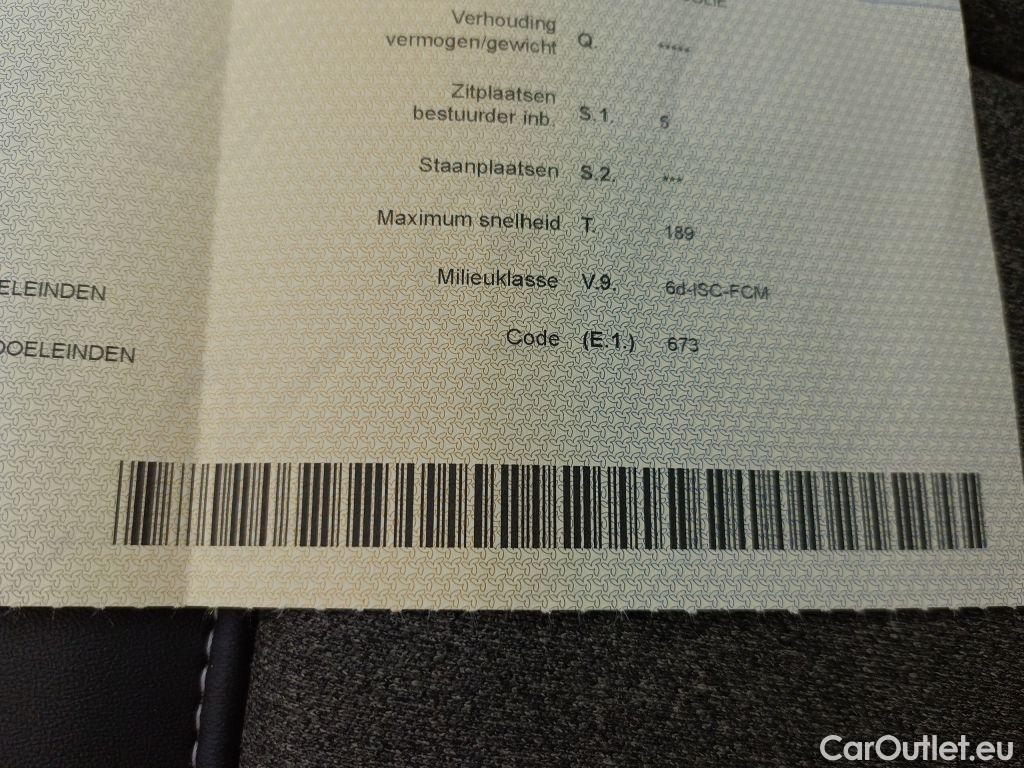 Verhouding
vermogen/gewicht Q. *****
Zitplaatsen
bestuurder inb. S.1. 5
Staanplaatsen S.2. ***
Maximum snelheid T. 189
ELEINDEN
Milieuklasse V.9. 6d-ISC-FCM
DOELEINDEN
Code (E.1.) 673
CarOutlet.eu